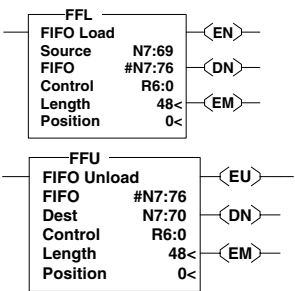 FFL
FIFO Load
EN
Source N7:69
FIFO #N7:76
DN
Control R6:0
Length 48<
EM
Position 0<
FFU
FIFO Unload
EU
FIFO #N7:76
Dest N7:70
DN
Control R6:0
Length 48<
EM
Position 0<